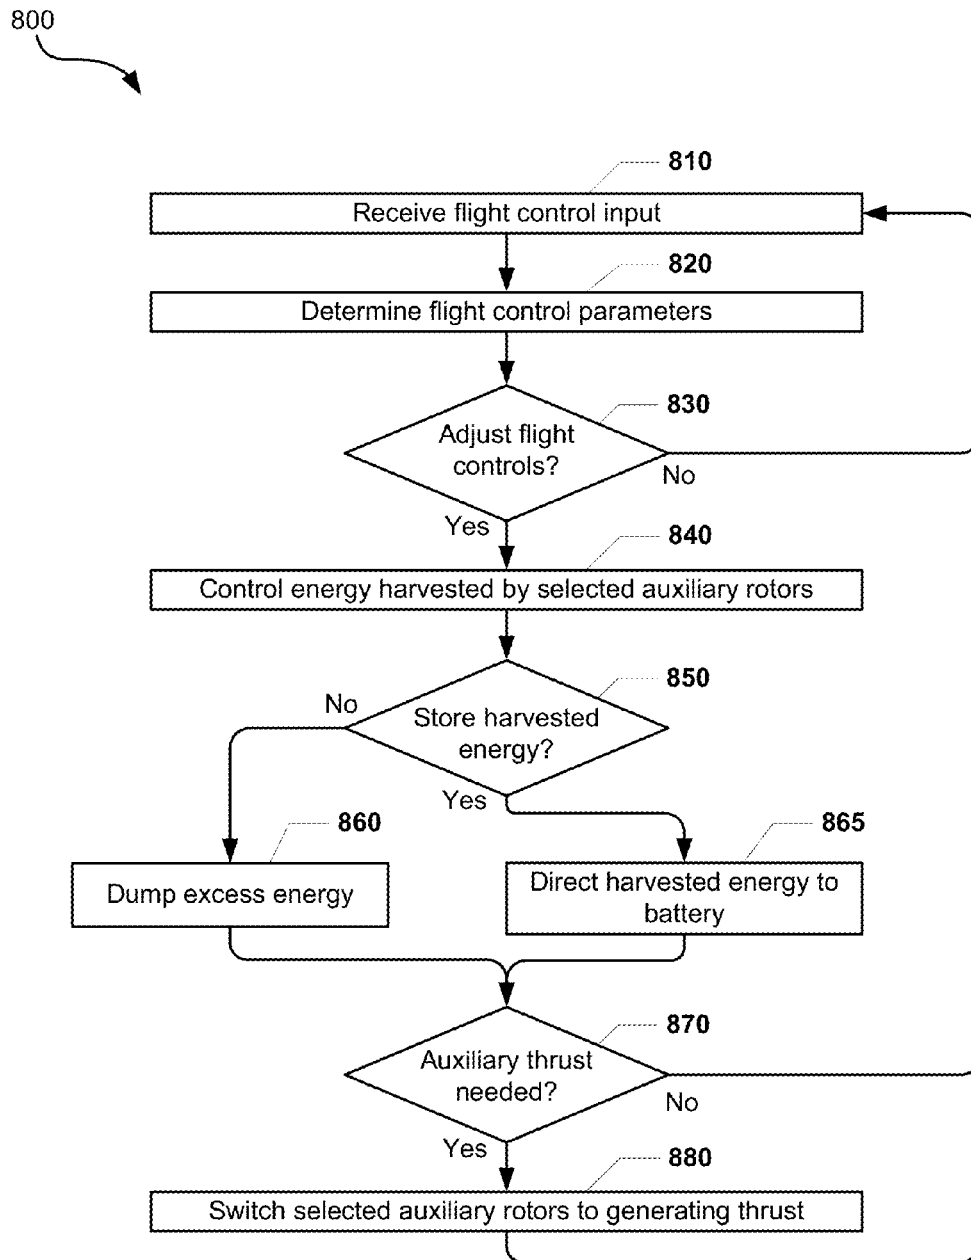 800
810
Receive flight control input
820
Determine flight control parameters
830
Adjust flight
controls?
No
Yes
840
Control energy harvested by selected auxiliary rotors
850
No
Store harvested
energy?
Yes
860
865
Dump excess energy
Direct harvested energy to
battery
870
Auxiliary thrust
needed?
No
Yes
880
Switch selected auxiliary rotors to generating thrust